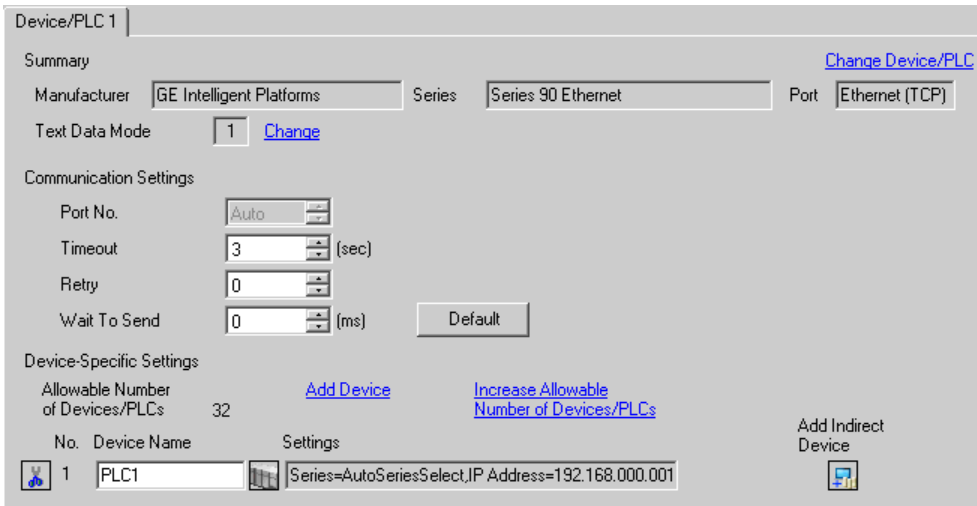 Device/PLC 1
Summary
Change Device/PLC
Manufacturer GE Intelligent Platforms Series Series 90 Ethernet Port Ethernet (TCP)
Text Data Mode 1 Change
Communication Settings
Port No. Auto
Timeout 3 (sec)
Retry 0
Wait To Send 0 (ms) Default
Device-Specific Settings
Allowable Number Add Device Increase Allowable
of Devices/PLCs 32 Number of Devices/PLCs
Add Indirect
No. Device Name Settings Device
1 PLC1 Series=AutoSeriesSelect,IP Address=192.168.000.001